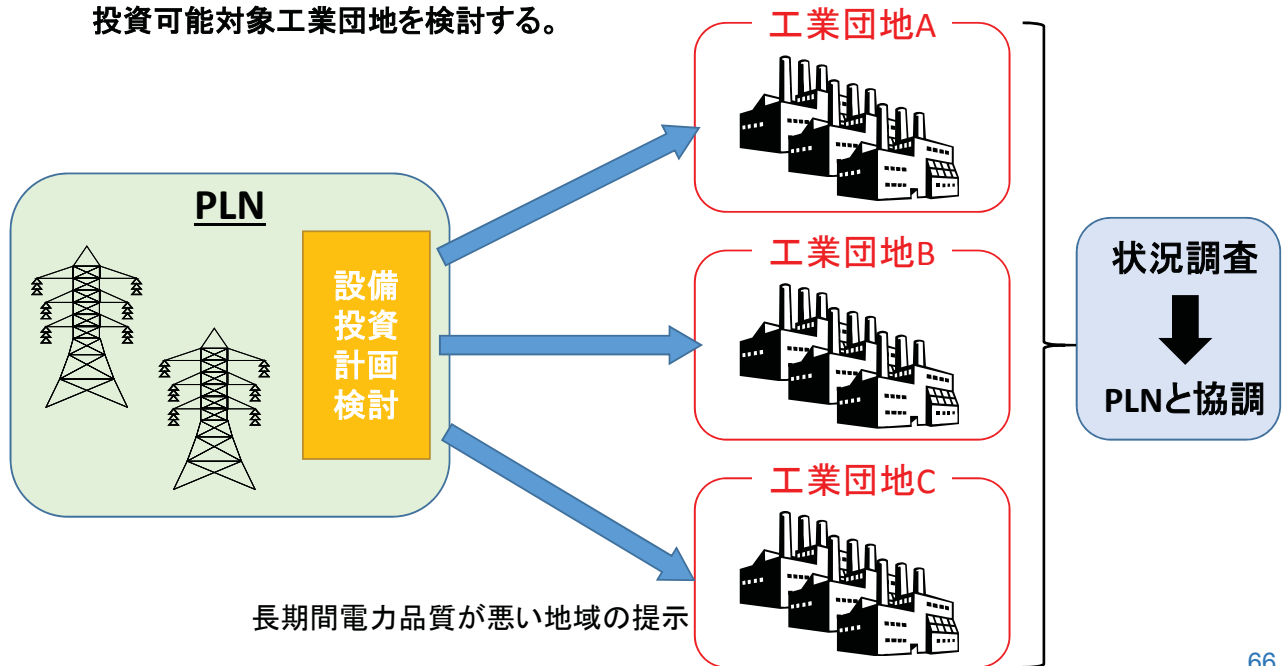 投資可能対象工業団地を検討する。
PLN
設備
投資
計画
検討
工業団地A
工業団地B
工業団地C
状況調査
PLNと協調
長期間電力品質が悪い地域の提示
66